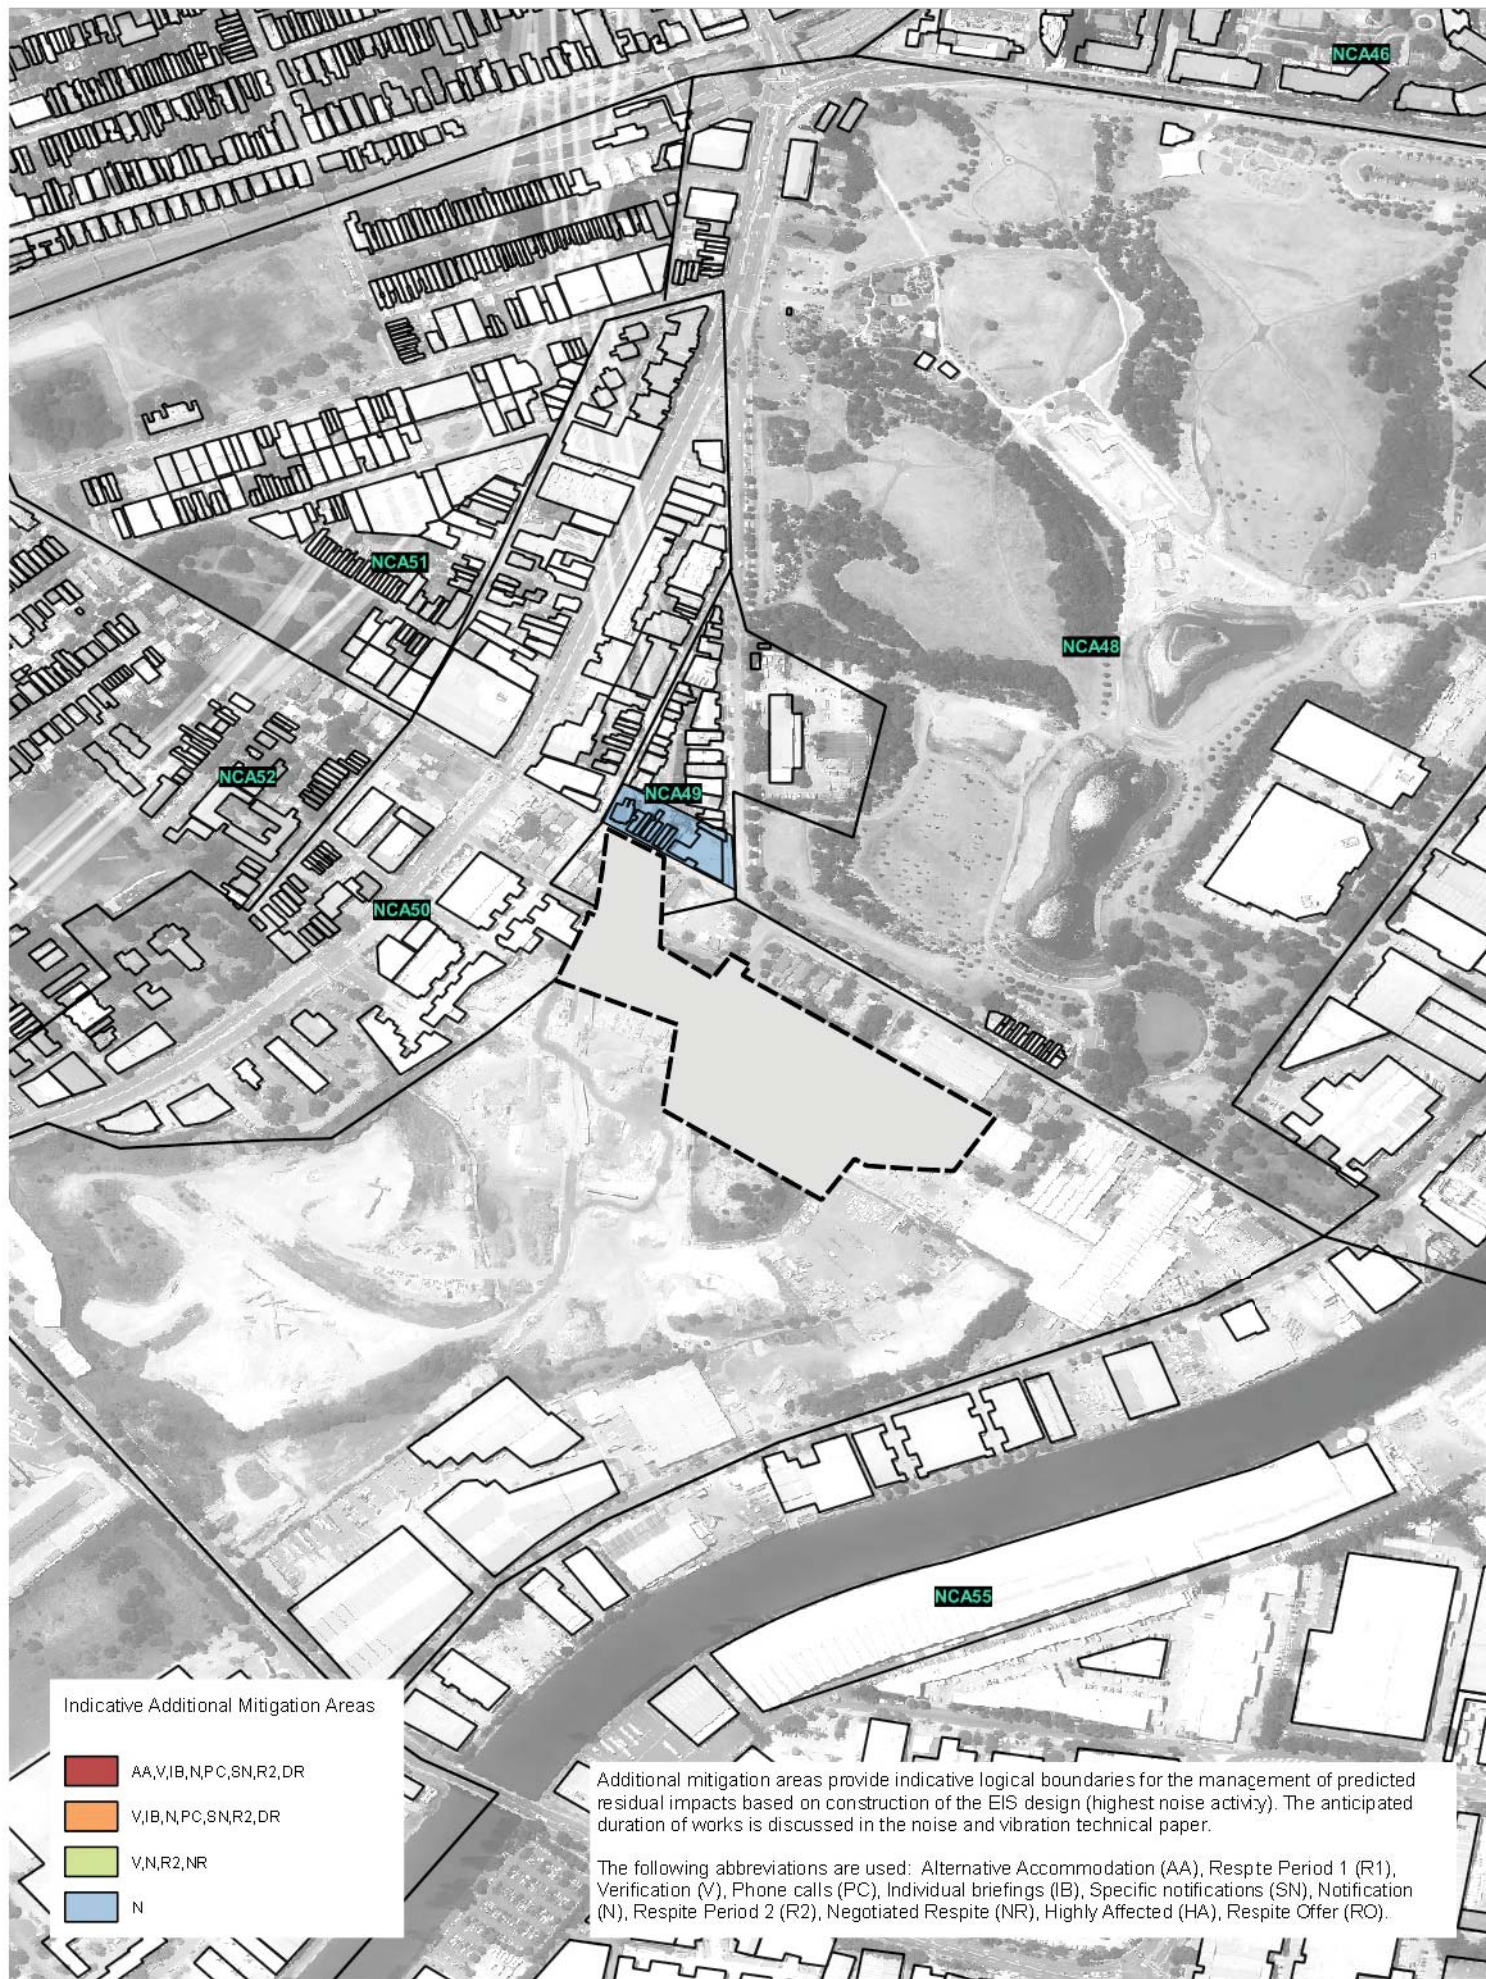 NCA46
NCA51
NCA48
NCA52
NCA49
NCA50
NCA55
Indicative Additional Mitigation Areas
AA,V,IB,N,PC,SN,R2,DR
V,IB,N,PC,SN,R2,DR
V,N,R2,NR
N
Additional mitigation areas provide indicative logical boundaries for the management of predicted
residual impacts based on construction of the EIS design (highest noise activity). The anticipated
duration of works is discussed in the noise and vibration technical paper.
The following abbreviations are used: Alternative Accommodation (AA), Respte Period 1 (R1),
Verification (V), Phone calls (PC), Individual briefings (IB), Specific notifications (SN), Notification
(N), Respite Period 2 (R2), Negotiated Respite (NR), Highly Affected (HA), Respite Offer (RO).